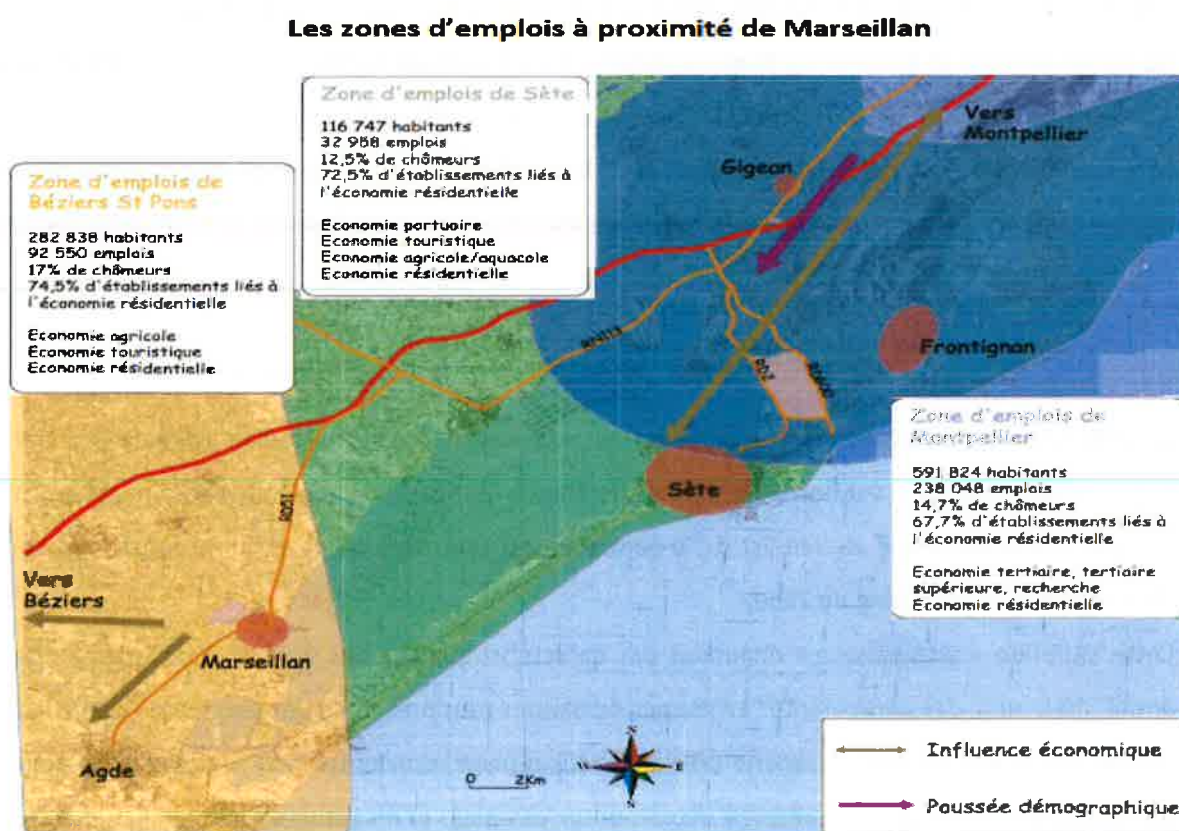 Les zones d'emplois à proximité de Marseillan
Zone d'emplois de Sète
116 747 habitants
32 958 emplois
12,5% de chômeurs
72,5% d'établissements liés à
l'économie résidentielle
Economie portuaire
Economie touristique
Economie agricole/aquacole
Economie résidentielle
Zone d'emplois de
Béziers St Pons
282 838 habitants
92 550 emplois
17% de chômeurs
74,5% d'établissements liés à
l'économie résidentielle
Economie agricole
Economie touristique
Economie résidentielle
Vers
Montpellier
Gigean
Frontignan
RD2
Sète
RD51
Zone d'emplois de
Montpellier
591 824 habitants
238 048 emplois
14,7% de chômeurs
67,7% d'établissements liés à
l'économie résidentielle
Economie tertiaire, tertiaire
supérieure, recherche
Economie résidentielle
Vers
Béziers
Marseillan
Agde
N
W
E
0 2Km
Influence économique
Poussée démographique